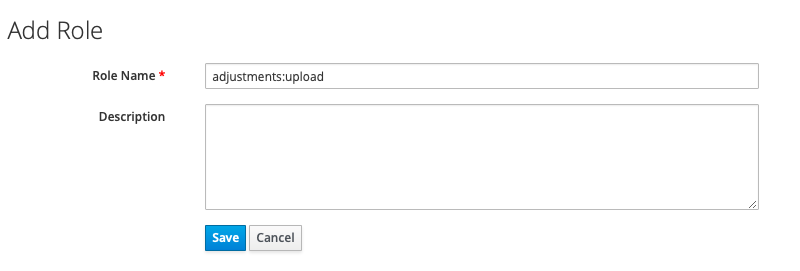 Add Role
Role Name *
adjustments:upload
Description
Save Cancel